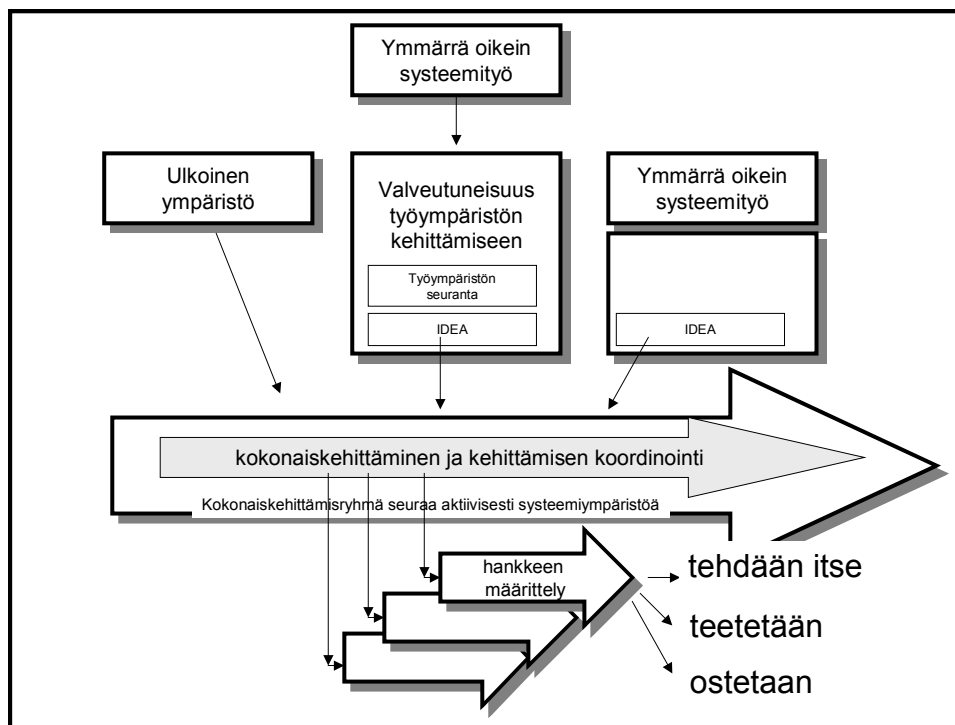 Ymmärrä oikein
systeemityö
Ulkoinen
ympäristö
Valveutuneisuus
työympäristön
kehittämiseen
Työympäristön
seuranta
IDEA
Ymmärrä oikein
systeemityö
IDEA
kokonaiskehittäminen ja kehittämisen koordinointi
Kokonaiskehittämisryhmä seuraa aktiivisesti systeemiympäristöä
hankkeen
määrittely
tehdään itse
teetetään
ostetaan